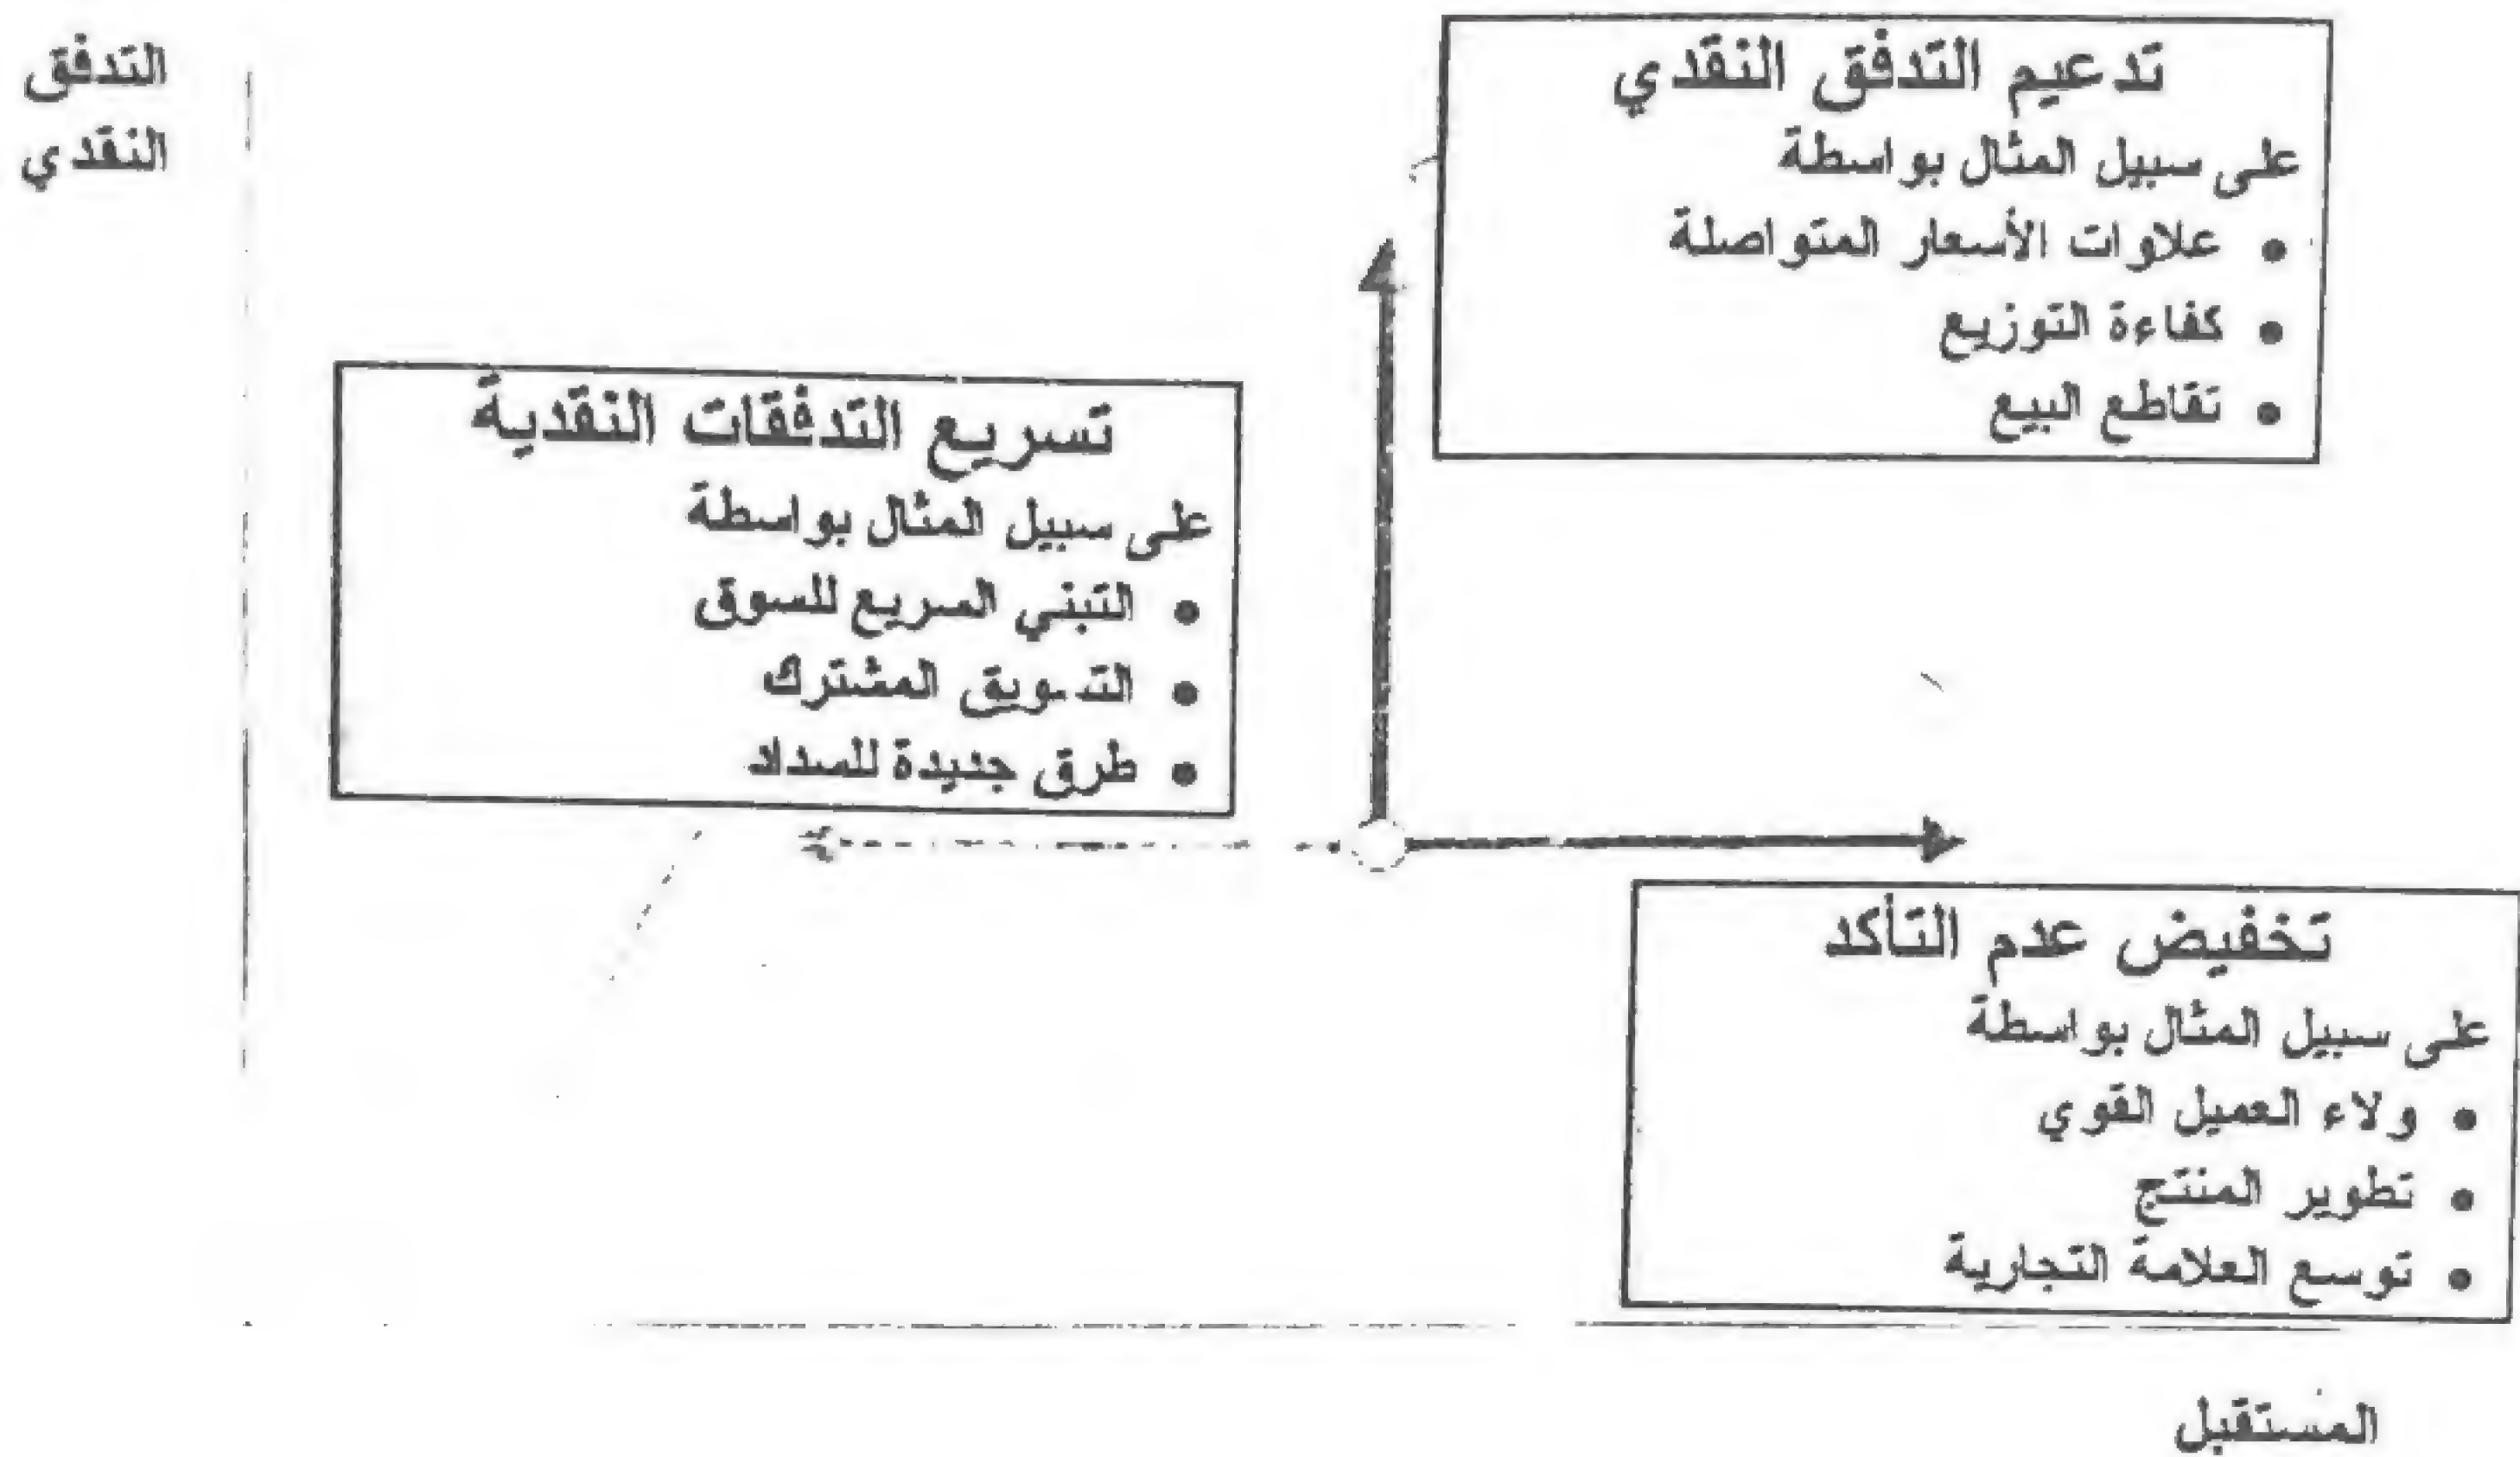 التدفق
النقدي
تدعيم التدفق النقدي
على سبيل المثال بواسطة
• علاوات الأسعار المتواصلة
• كفاءة التوزيع
• تقاطع البيع
تسريع التدفقات النقدية
على سبيل المثال بواسطة
• التبني السريع للسوق
• التسويق المشترك
• طرق جديدة للسداد
تخفيض عدم التأكد
على سبيل المثال بواسطة
• ولاء العميل القوي
• تطوير المنتج
• توسع العلامة التجارية
المستقبل